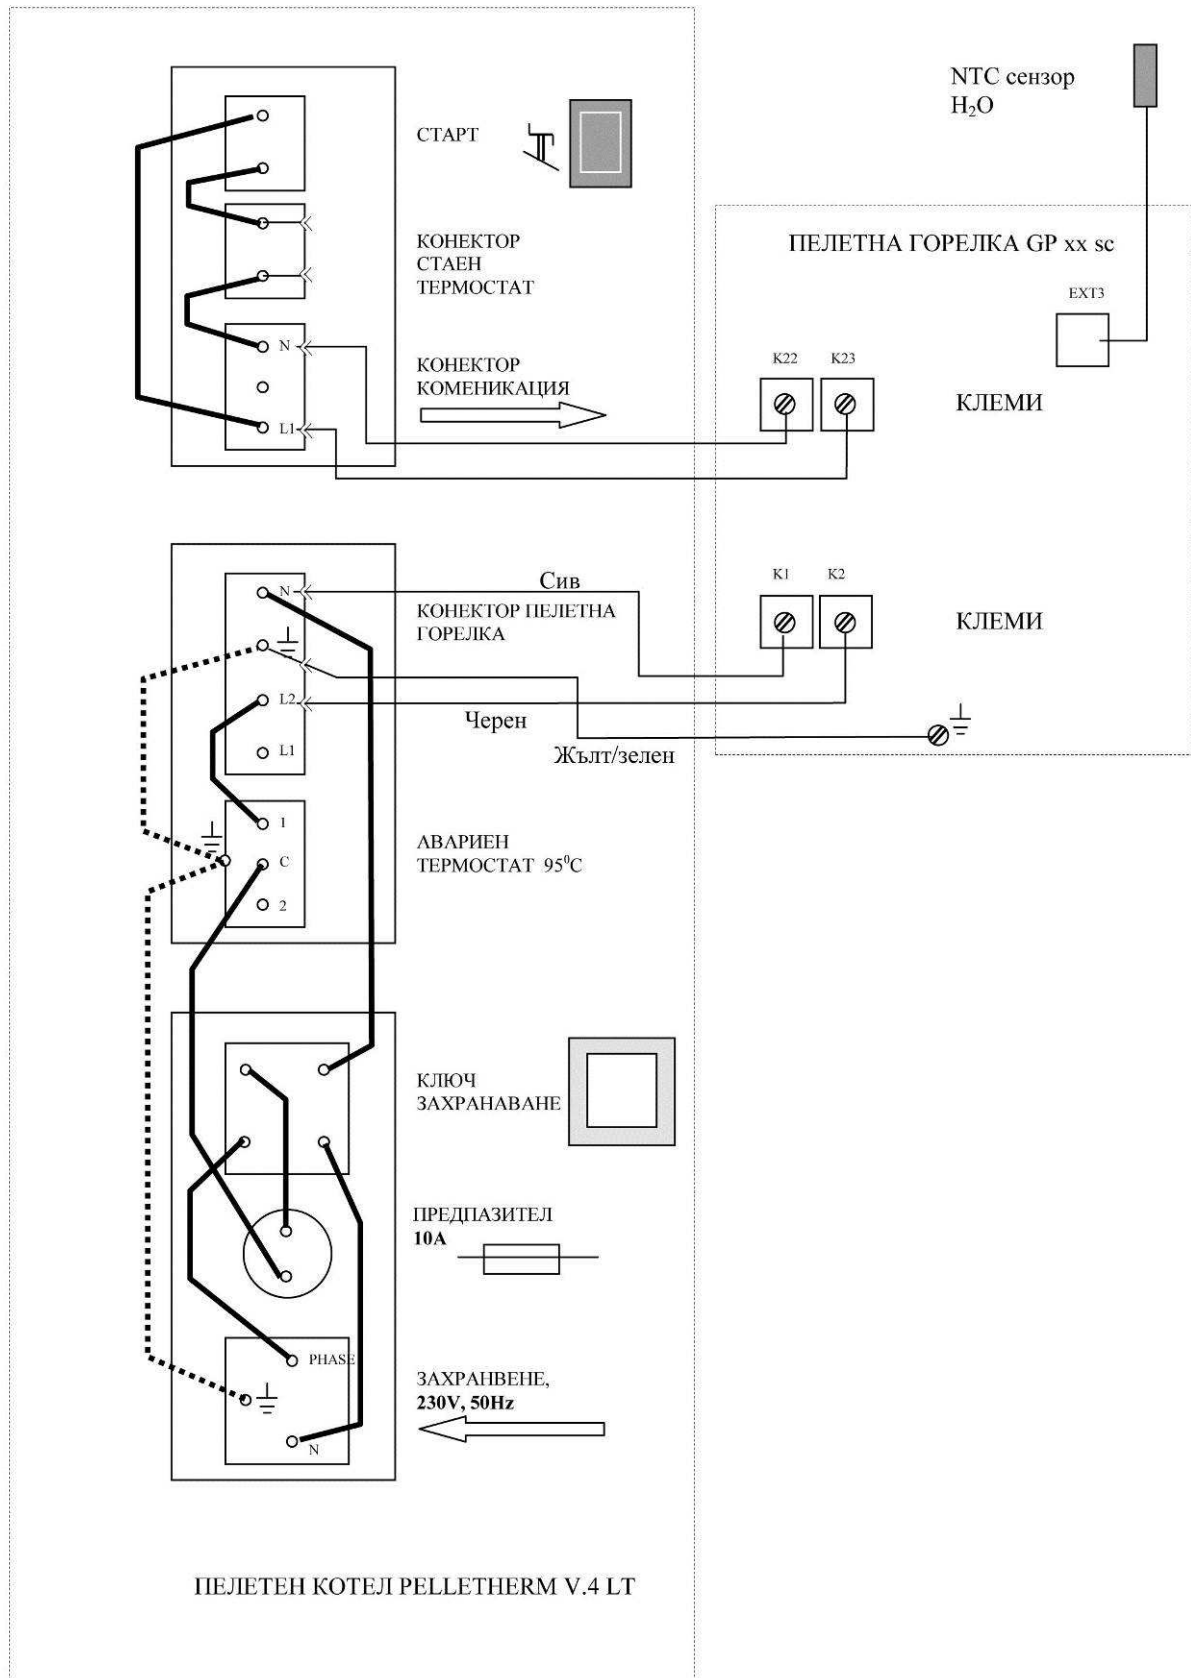 СТАРТ
NTC сензор
H₂O
КОНЕКТОР
СТАЕН
ТЕРМОСТАТ
ПЕЛЕТНА ГОРЕЛКА GP xx sc
EXT3
N
КОНЕКТОР
КОМЕНИКАЦИЯ
K22 K23
КЛЕМИ
L1
N
Сив
КОНЕКТОР ПЕЛЕТНА
ГОРЕЛКА
K1 K2
КЛЕМИ
L2
Черен
L1
Жълт/зелен
1
C
2
АВАРИЕН
ТЕРМОСТАТ 95⁰C
КЛЮЧ
ЗАХРАНАВАНЕ
ПРЕДПАЗИТЕЛ
10A
PHASE
N
ЗАХРАНВЕНЕ,
230V, 50Hz
ПЕЛЕТЕН КОТЕЛ PELLETHERM V.4 LT